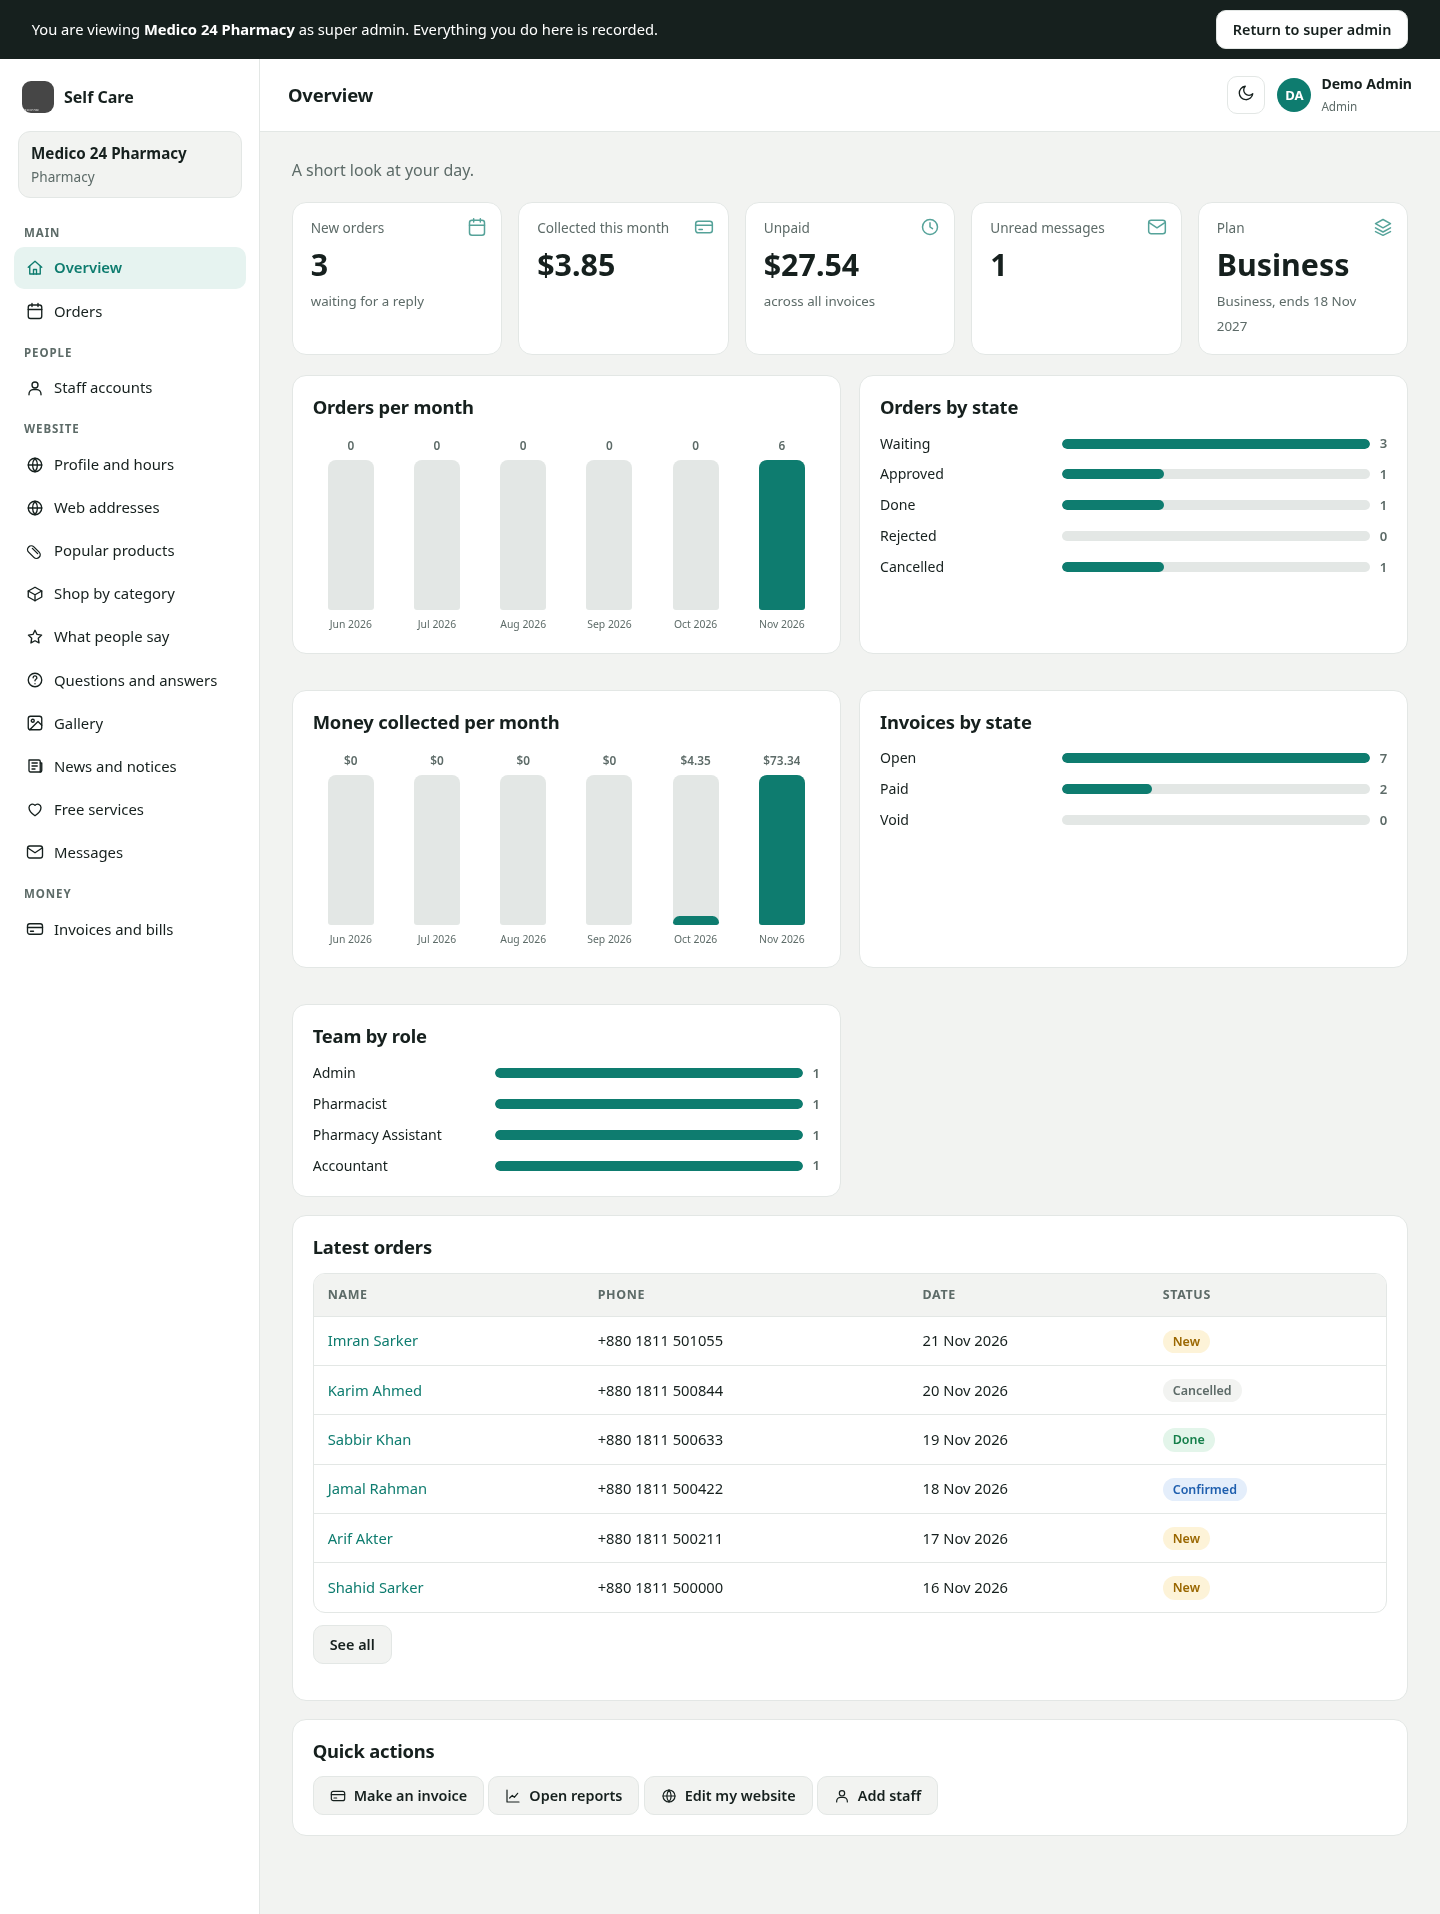 You are viewing Medico 24 Pharmacy as super admin. Everything you do here is recorded.
Return to super admin
Self Care
Medico 24 Pharmacy
Pharmacy
MAIN
Overview
Orders
PEOPLE
Staff accounts
WEBSITE
Profile and hours
Web addresses
Popular products
Shop by category
What people say
Questions and answers
Gallery
News and notices
Free services
Messages
MONEY
Invoices and bills
Overview
DA
Demo Admin
Admin
A short look at your day.
New orders
3
waiting for a reply
Collected this month
$3.85
Unpaid
$27.54
across all invoices
Unread messages
1
Plan
Business
Business, ends 18 Nov
2027
Orders per month
0 0 0 0 0 6
Jun 2026 Jul 2026 Aug 2026 Sep 2026 Oct 2026 Nov 2026
Orders by state
Waiting 3
Approved 1
Done 1
Rejected 0
Cancelled 1
Money collected per month
$0 $0 $0 $0 $4.35 $73.34
Jun 2026 Jul 2026 Aug 2026 Sep 2026 Oct 2026 Nov 2026
Invoices by state
Open 7
Paid 2
Void 0
Team by role
Admin 1
Pharmacist 1
Pharmacy Assistant 1
Accountant 1
Latest orders
NAME PHONE DATE STATUS
Imran Sarker +880 1811 501055 21 Nov 2026 New
Karim Ahmed +880 1811 500844 20 Nov 2026 Cancelled
Sabbir Khan +880 1811 500633 19 Nov 2026 Done
Jamal Rahman +880 1811 500422 18 Nov 2026 Confirmed
Arif Akter +880 1811 500211 17 Nov 2026 New
Shahid Sarker +880 1811 500000 16 Nov 2026 New
See all
Quick actions
Make an invoice
Open reports
Edit my website
Add staff